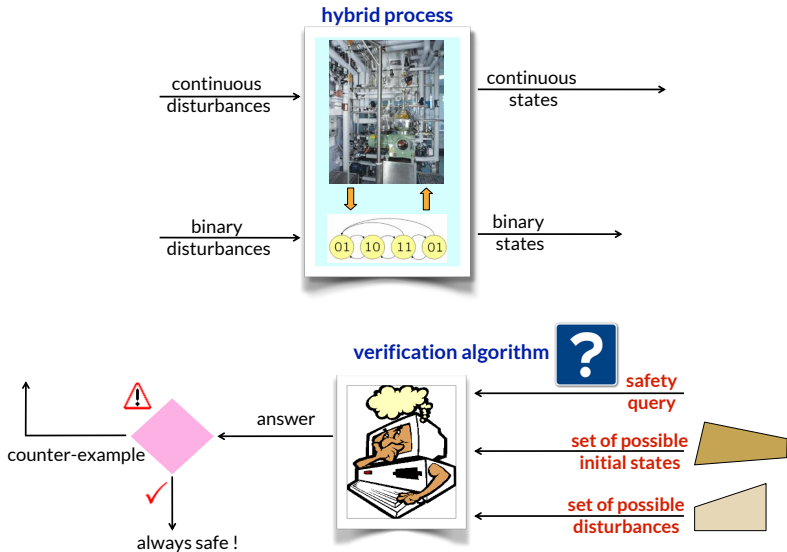 hybrid process
continuous
disturbances
continuous
states
binary
disturbances
binary
states
01 10 11 01
verification algorithm
?
safety
query
answer
set of possible
initial states
counter-example
set of possible
disturbances
always safe !